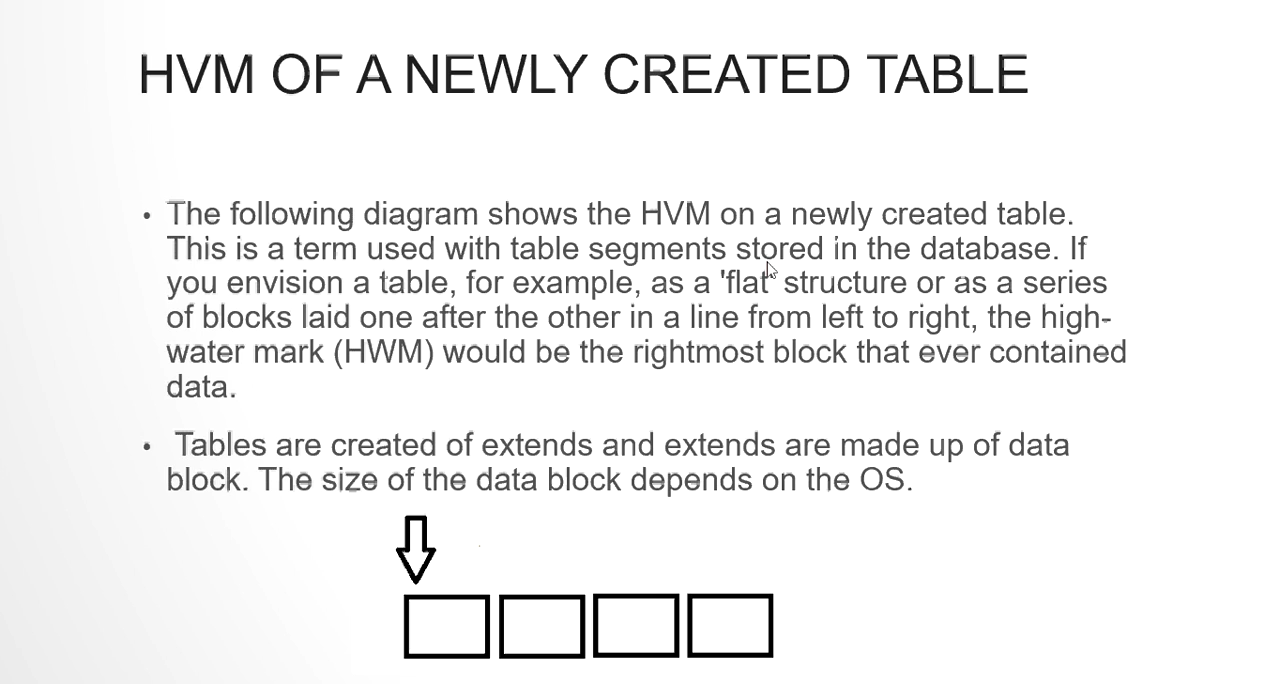 HVM OF A NEWLY CREATED TABLE
• The following diagram shows the HVM on a newly created table.
This is a term used with table segments stored in the database. If
you envision a table, for example, as a 'flat' structure or as a series
of blocks laid one after the other in a line from left to right, the high-
water mark (HWM) would be the rightmost block that ever contained
data.
• Tables are created of extends and extends are made up of data
block. The size of the data block depends on the OS.